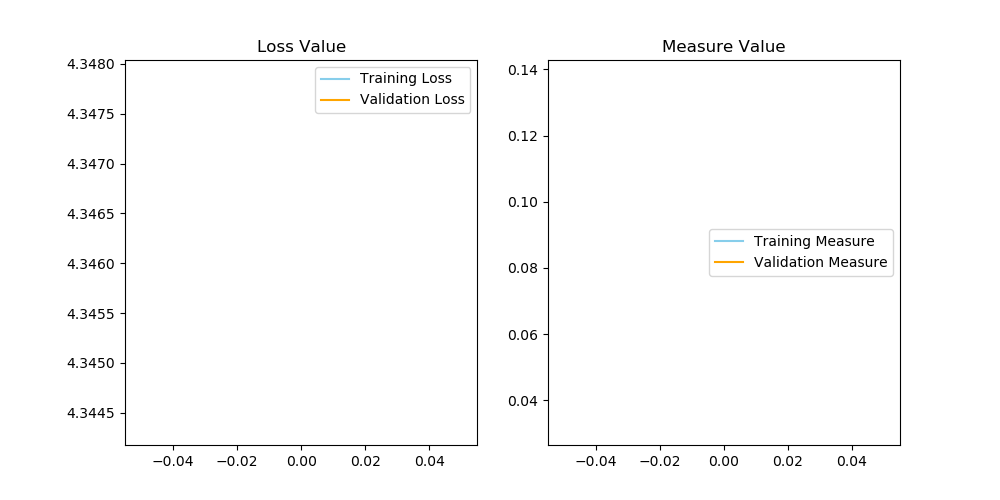 Loss Value
4.3480
4.3475
4.3470
4.3465
4.3460
4.3455
4.3450
4.3445
Training Loss
Validation Loss
−0.04 −0.02 0.00 0.02 0.04
Measure Value
0.14
0.12
0.10
0.08
0.06
0.04
Training Measure
Validation Measure
−0.04 −0.02 0.00 0.02 0.04